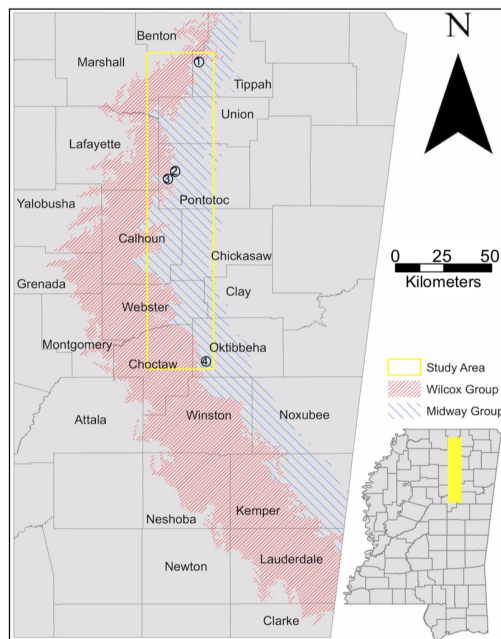 Benton
N
Marshall
1
Tippah
Union
Lafayette
2
3
Yalobusha
Pontotoc
Calhoun
Chickasaw
0 25 50
Kilometers
Grenada
Clay
Webster
Montgomery
Oktibbeha
4
Choctaw
Study Area
Wilcox Group
Midway Group
Attala
Winston
Noxubee
Neshoba
Kemper
Newton
Lauderdale
Clarke